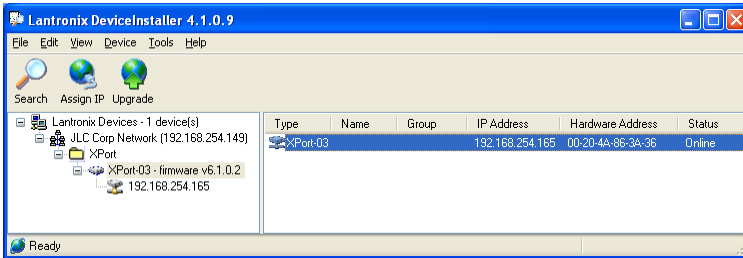 Lantronix DeviceInstaller 4.1.0.9
File Edit View Device Tools Help
Search Assign IP Upgrade
Lantronix Devices - 1 device(s)
JLC Corp Network (192.168.254.149)
XPort
XPort-03 - firmware v6.1.0.2
192.168.254.165
Type Name Group IP Address Hardware Address Status
XPort-03 192.168.254.165 00-20-4A-86-3A-36 Online
Ready